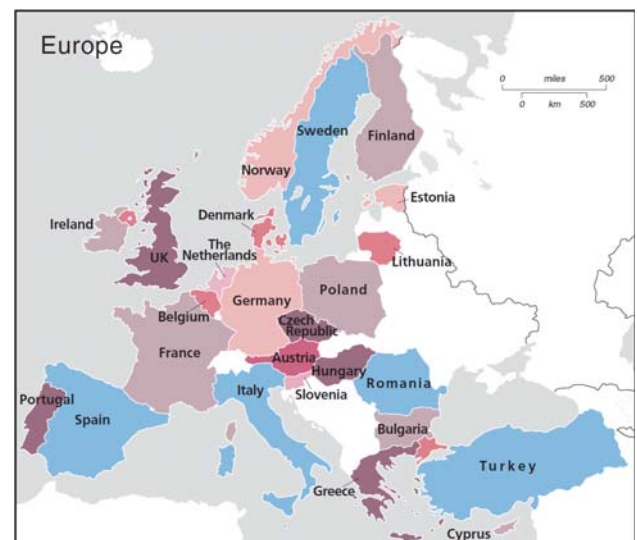 Europe
0 miles 500
0 km 500
Sweden
Finland
Norway
Estonia
Denmark
Ireland
The
Netherlands
Lithuania
UK
Germany
Poland
Belgium
Czech
Republic
France
Austria
Hungary
Italy
Romania
Slovenia
Portugal
Spain
Bulgaria
Turkey
Greece
Cyprus